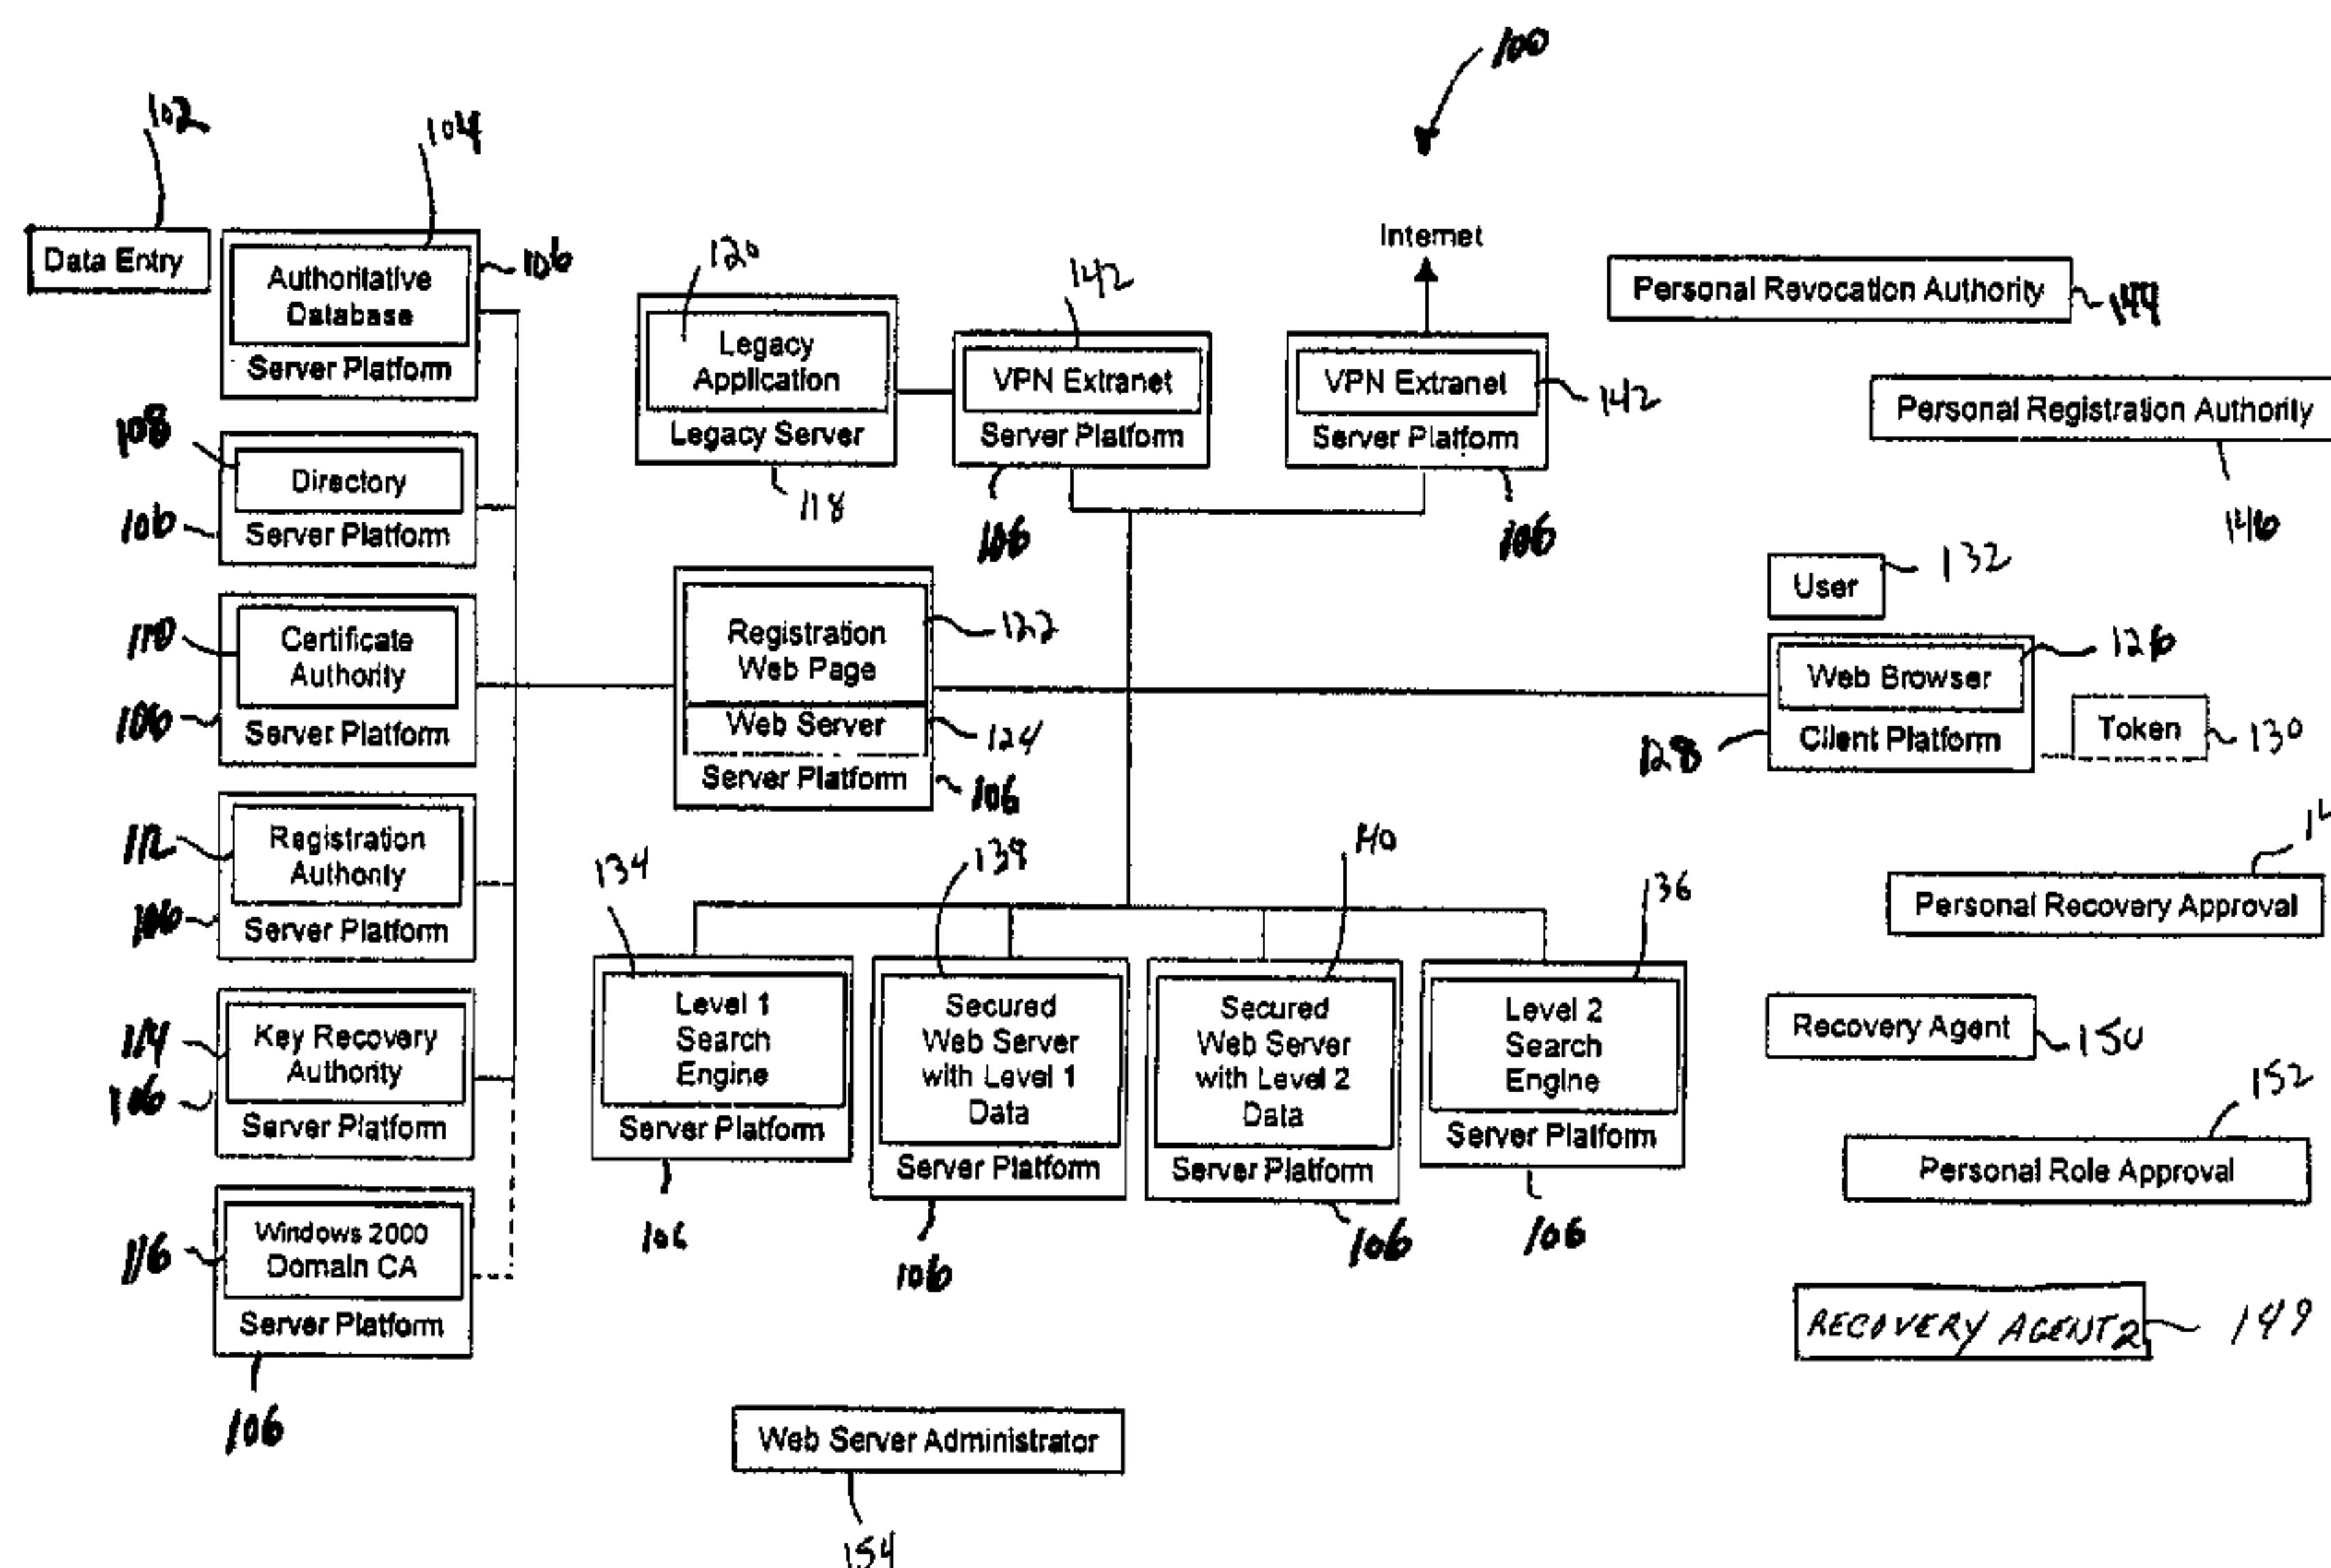 100
102
104
Data Entry
Authoritative
Database
Server Platform
106
120
Legacy
Application
Legacy Server
118
142
VPN Extranet
Server Platform
106
Internet
VPN Extranet
142
Server Platform
106
Personal Revocation Authority
144
Personal Registration Authority
146
108
Directory
106
Server Platform
110
Certificate
Authority
106
Server Platform
Registration
Web Page
122
Web Server
124
Server Platform
106
User
132
Web Browser
126
Client Platform
128
Token
130
112
Registration
Authority
106
Server Platform
134
Level 1
Search
Engine
Server Platform
106
139
Secured
Web Server
with Level 1
Data
Server Platform
106
140
Secured
Web Server
with Level 2
Data
Server Platform
106
136
Level 2
Search
Engine
Server Platform
106
Personal Recovery Approval
Recovery Agent
150
152
Personal Role Approval
RECOVERY AGENT 2
149
114
Key Recovery
Authority
106
Server Platform
116
Windows 2000
Domain CA
Server Platform
106
Web Server Administrator
154